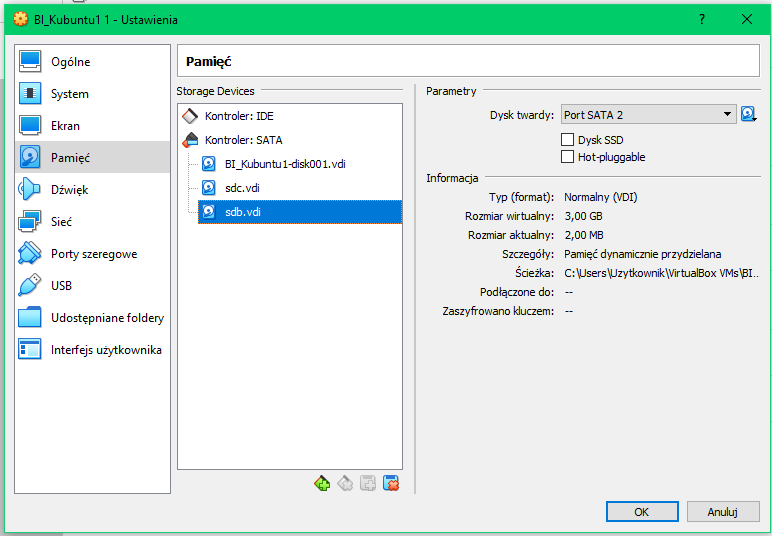 BI_Kubuntu1 1 - Ustawienia
?
Ogólne
System
Ekran
Pamięć
Dźwięk
Sieć
Porty szeregowe
USB
Udostępniane foldery
Interfejs użytkownika
Pamięć
Storage Devices
Kontroler: IDE
Kontroler: SATA
BI_Kubuntu1-disk001.vdi
sdc.vdi
sdb.vdi
Parametry
Dysk twardy: Port SATA 2
Dysk SSD
Hot-pluggable
Informacja
Typ (format): Normalny (VDI)
Rozmiar wirtualny: 3,00 GB
Rozmiar aktualny: 2,00 MB
Szczegóły: Pamięć dynamicznie przydzielana
Ścieżka: C:\Users\Uzytkownik\VirtualBox VMs\BI...
Podłączone do: --
Zaszyfrowano kluczem: --
OK Anuluj